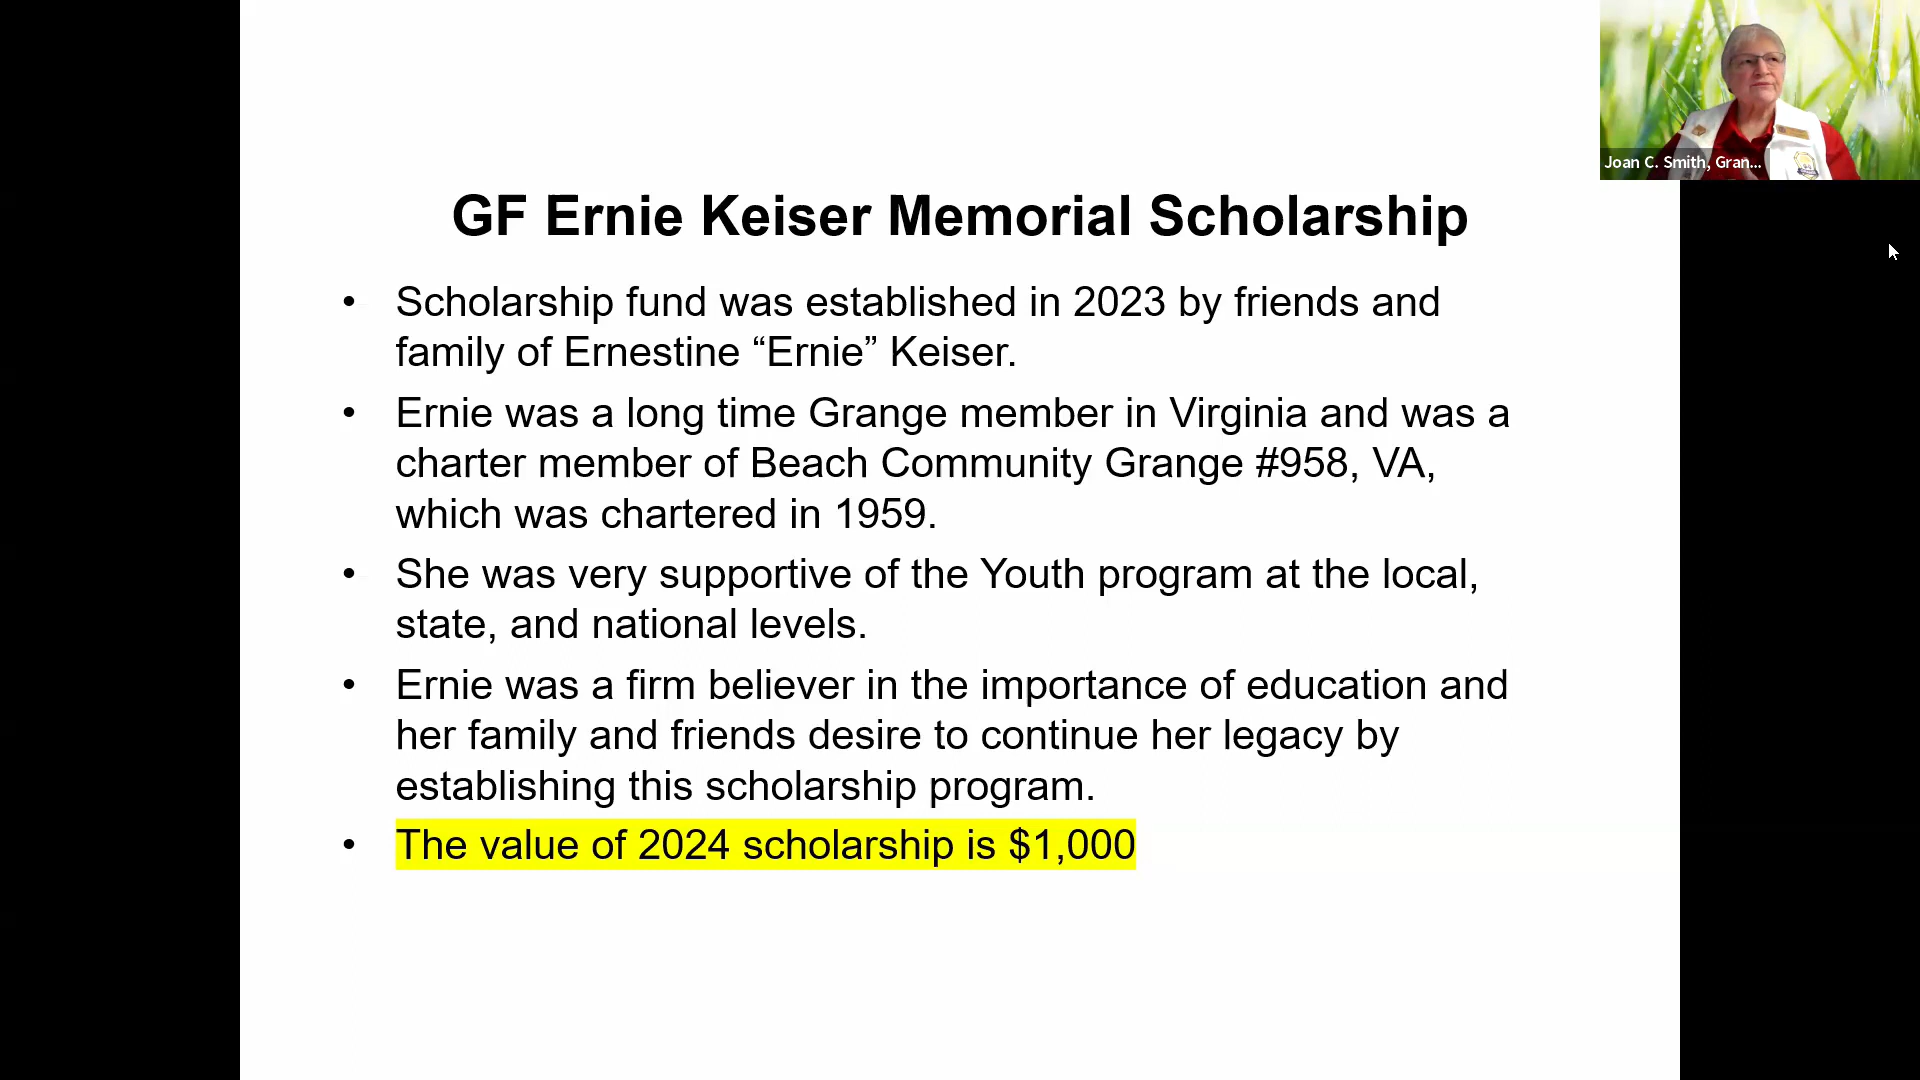 Joan C. Smith, Gran...
GF Ernie Keiser Memorial Scholarship
• Scholarship fund was established in 2023 by friends and
family of Ernestine “Ernie” Keiser.
• Ernie was a long time Grange member in Virginia and was a
charter member of Beach Community Grange #958, VA,
which was chartered in 1959.
• She was very supportive of the Youth program at the local,
state, and national levels.
• Ernie was a firm believer in the importance of education and
her family and friends desire to continue her legacy by
establishing this scholarship program.
• The value of 2024 scholarship is $1,000